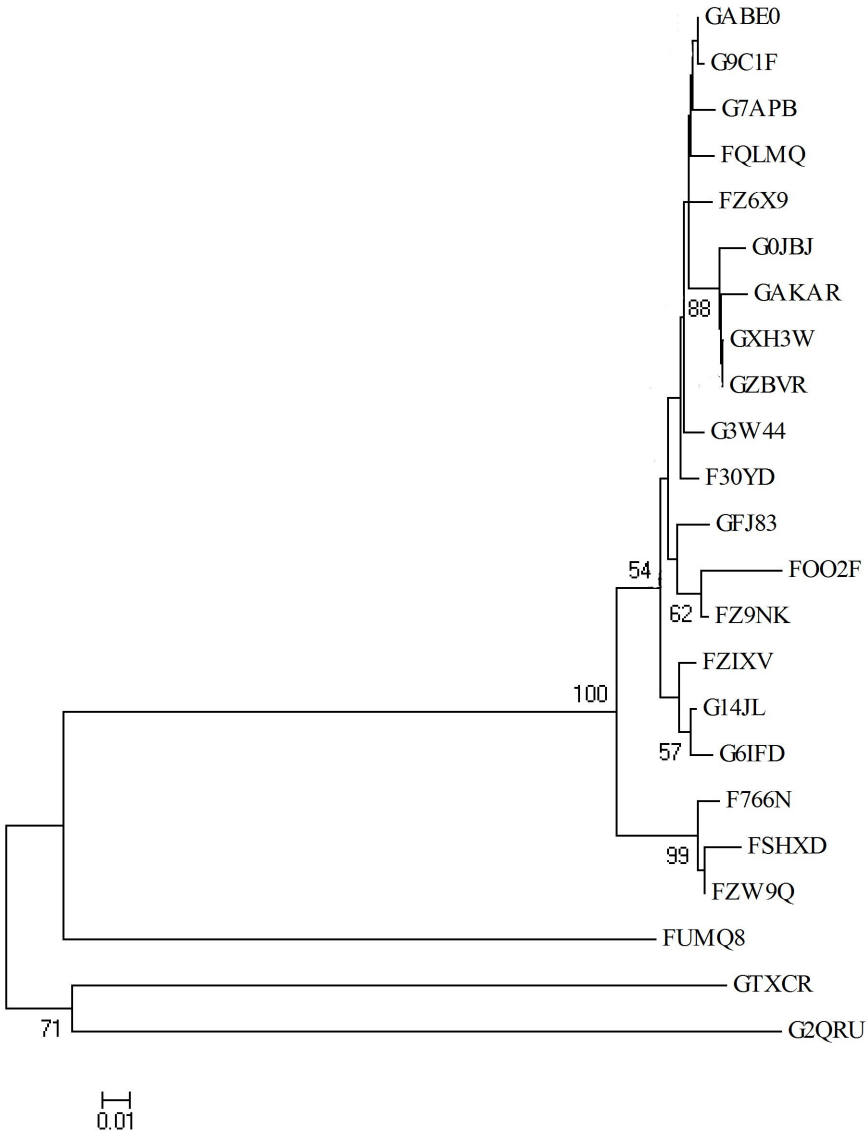 GABE0
G9C1F
G7APB
FQLMQ
FZ6X9
G0JBJ
GAKAR
88
GXH3W
GZBVR
G3W44
F30YD
GFJ83
54
FOO2F
62
FZ9NK
FZIXV
100
G14JL
57
G6IFD
F766N
FSHXD
99
FZW9Q
FUMQ8
GTXCR
71
G2QRU
0.01